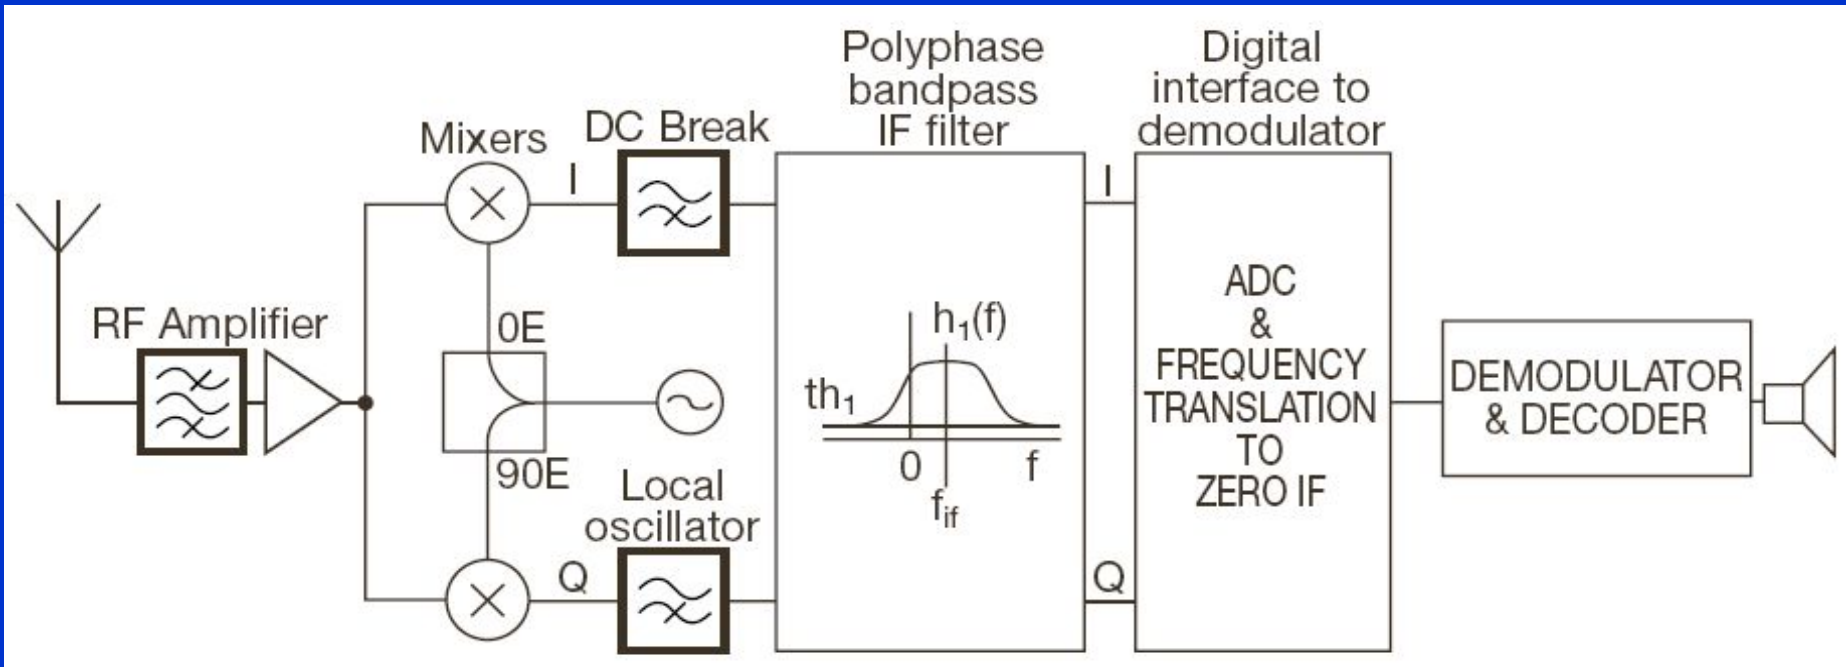 Polyphase
bandpass
IF filter
Digital
interface to
demodulator
Mixers
DC Break
I
I
RF Amplifier
0E
h₁(f)
th₁
0
f
f_if
90E
Local
oscillator
Q
Q
ADC
&
FREQUENCY
TRANSLATION
TO
ZERO IF
DEMODULATOR
& DECODER